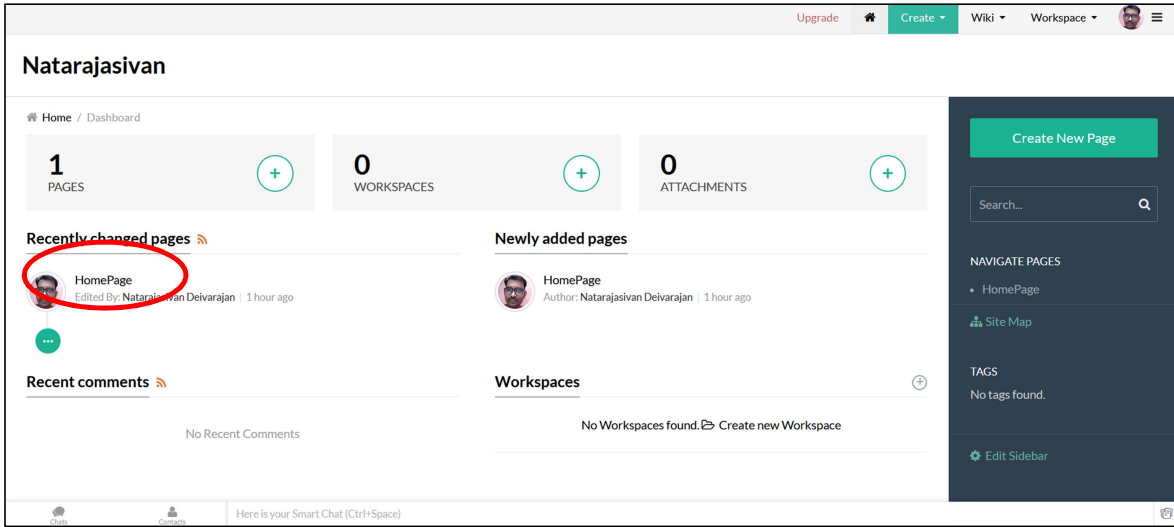 Upgrade Create Wiki Workspace
Natarajasivan
Home / Dashboard
1
PAGES
0
WORKSPACES
0
ATTACHMENTS
Recently changed pages
HomePage
Edited By: Natarajasivan Deivarajan | 1 hour ago
Newly added pages
HomePage
Author: Natarajasivan Deivarajan | 1 hour ago
Recent comments
No Recent Comments
Workspaces
No Workspaces found. Create new Workspace
Create New Page
Search...
NAVIGATE PAGES
• HomePage
Site Map
TAGS
No tags found.
Edit Sidebar
Chats Contacts Here is your Smart Chat (Ctrl+Space)